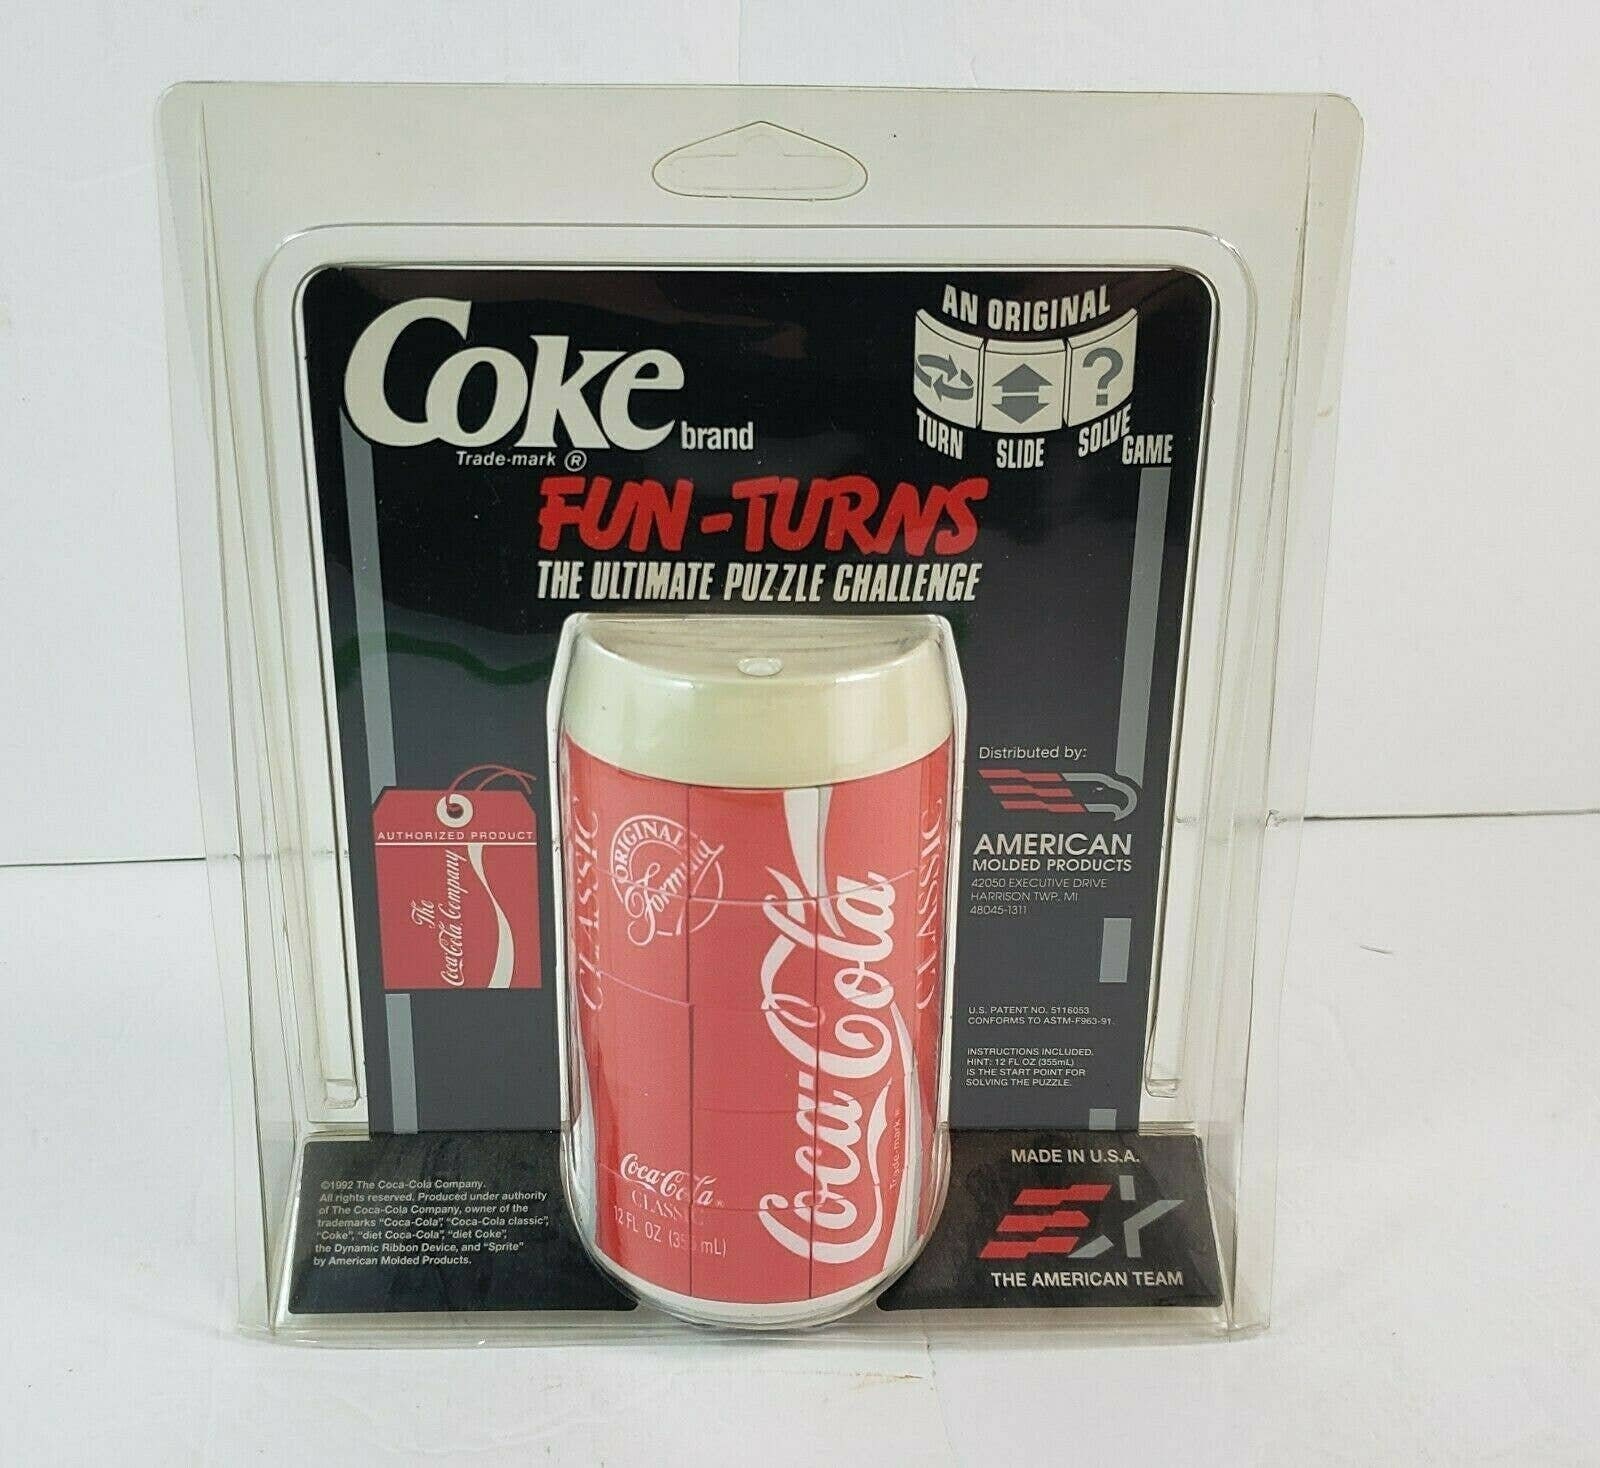 Coke brand
Trade-mark ®
AN ORIGINAL
?
TURN SLIDE SOLVE GAME
FUN-TURNS
THE ULTIMATE PUZZLE CHALLENGE
AUTHORIZED PRODUCT
The
Coca-Cola Company
CLASSIC
ORIGINAL
Formula
Coca-Cola
Trade-mark
CLASSIC
Coca-Cola
CLASSIC
12 FL OZ (355 mL)
Distributed by:
AMERICAN
MOLDED PRODUCTS
42050 EXECUTIVE DRIVE
HARRISON TWP., MI
48045-1311
U.S. PATENT NO. 5116053
CONFORMS TO ASTM-F963-91.
INSTRUCTIONS INCLUDED.
HINT: 12 FL OZ (355mL)
IS THE START POINT FOR
SOLVING THE PUZZLE.
©1992 The Coca-Cola Company.
All rights reserved. Produced under authority
of The Coca-Cola Company, owner of the
trademarks "Coca-Cola", "Coca-Cola classic",
"Coke", "diet Coca-Cola", "diet Coke",
the Dynamic Ribbon Device, and "Sprite"
by American Molded Products.
MADE IN U.S.A.
THE AMERICAN TEAM